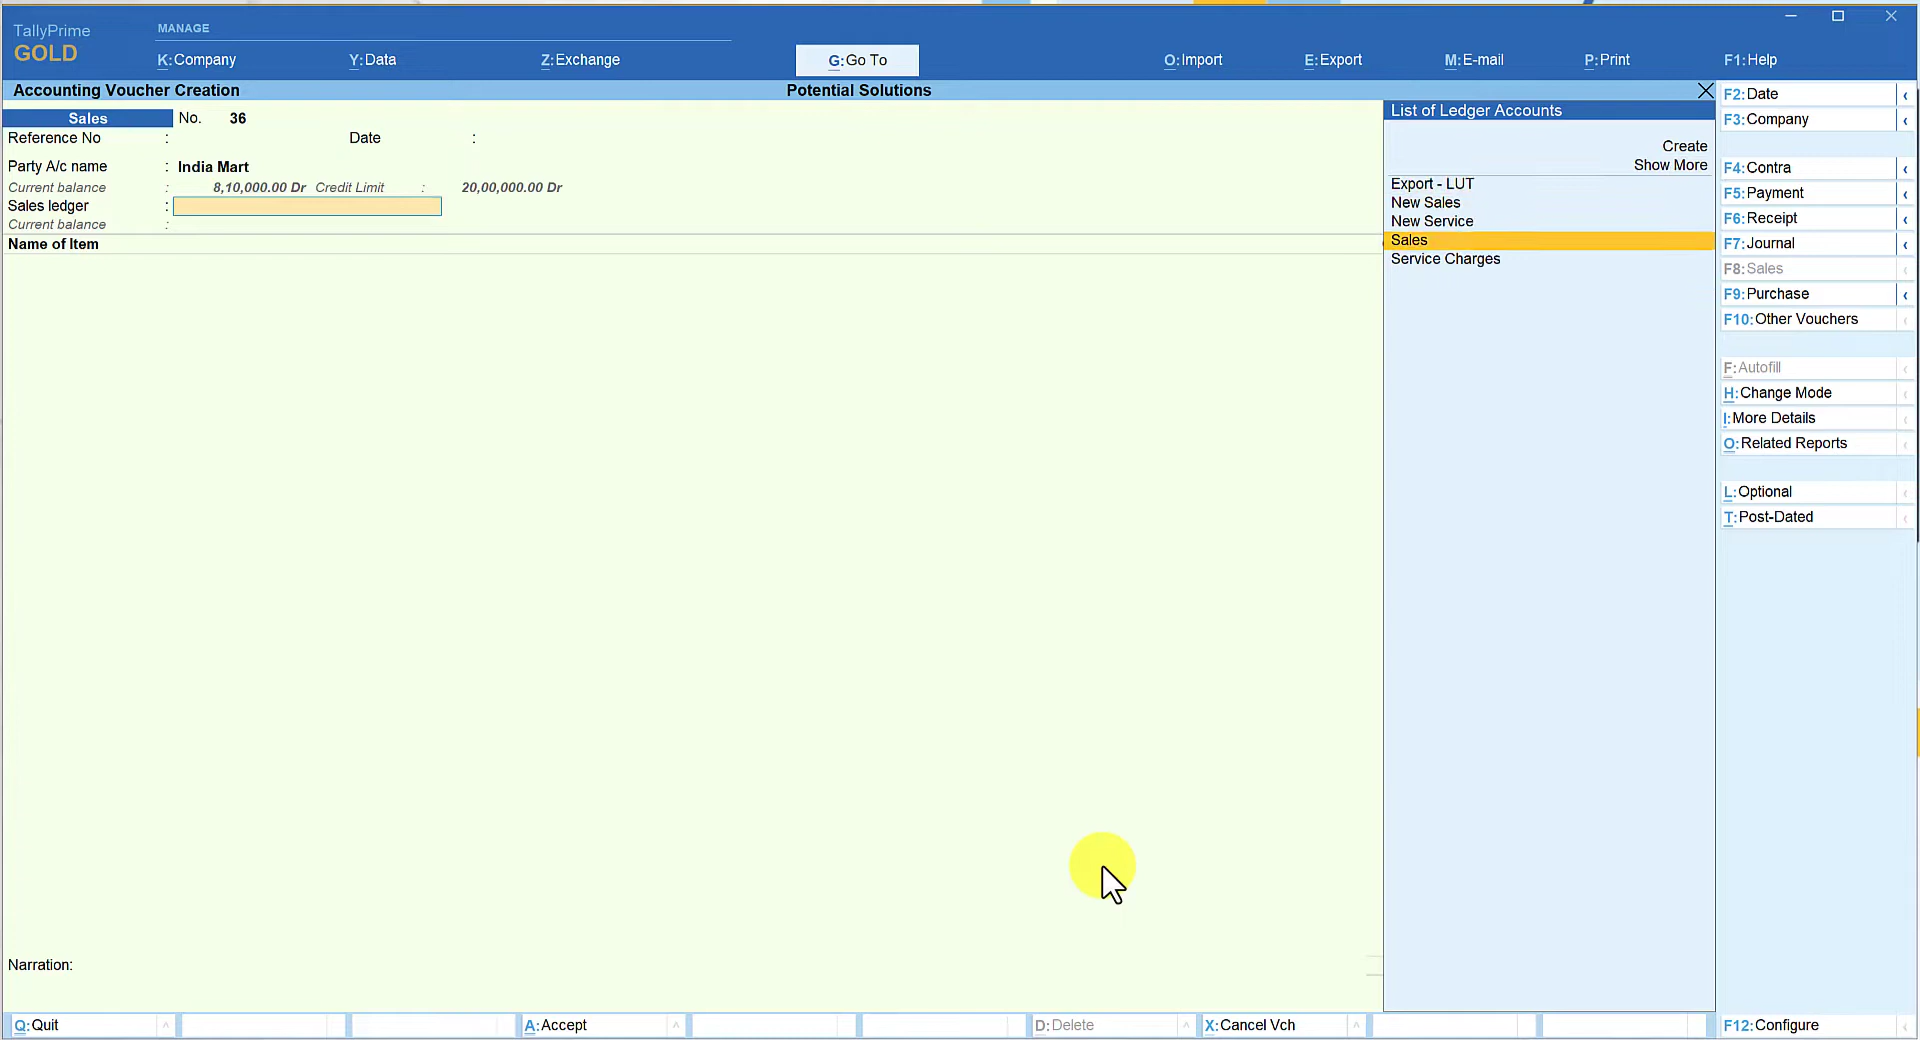 TallyPrime
GOLD
MANAGE
K:Company Y:Data Z:Exchange G:Go To O:Import E:Export M:E-mail P:Print F1:Help
Accounting Voucher Creation Potential Solutions
Sales No. 36
Reference No : Date :
Party A/c name : India Mart
Current balance : 8,10,000.00 Dr Credit Limit : 20,00,000.00 Dr
Sales ledger :
Current balance :
Name of Item
List of Ledger Accounts
Create
Show More
Export - LUT
New Sales
New Service
Sales
Service Charges
F2:Date
F3:Company
F4:Contra
F5:Payment
F6:Receipt
F7:Journal
F8:Sales
F9:Purchase
F10:Other Vouchers
F:Autofill
H:Change Mode
I:More Details
O:Related Reports
L:Optional
T:Post-Dated
Narration:
Q:Quit A:Accept D:Delete X:Cancel Vch F12:Configure